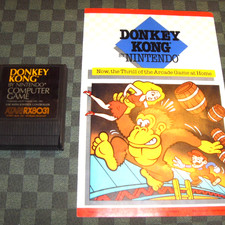 DONKEY
KONG
BY NINTENDO
COMPUTER
GAME
ATARI RX8031
DONKEY
KONG
BY
NINTENDO
Now, the Thrill of the Arcade Game at Home